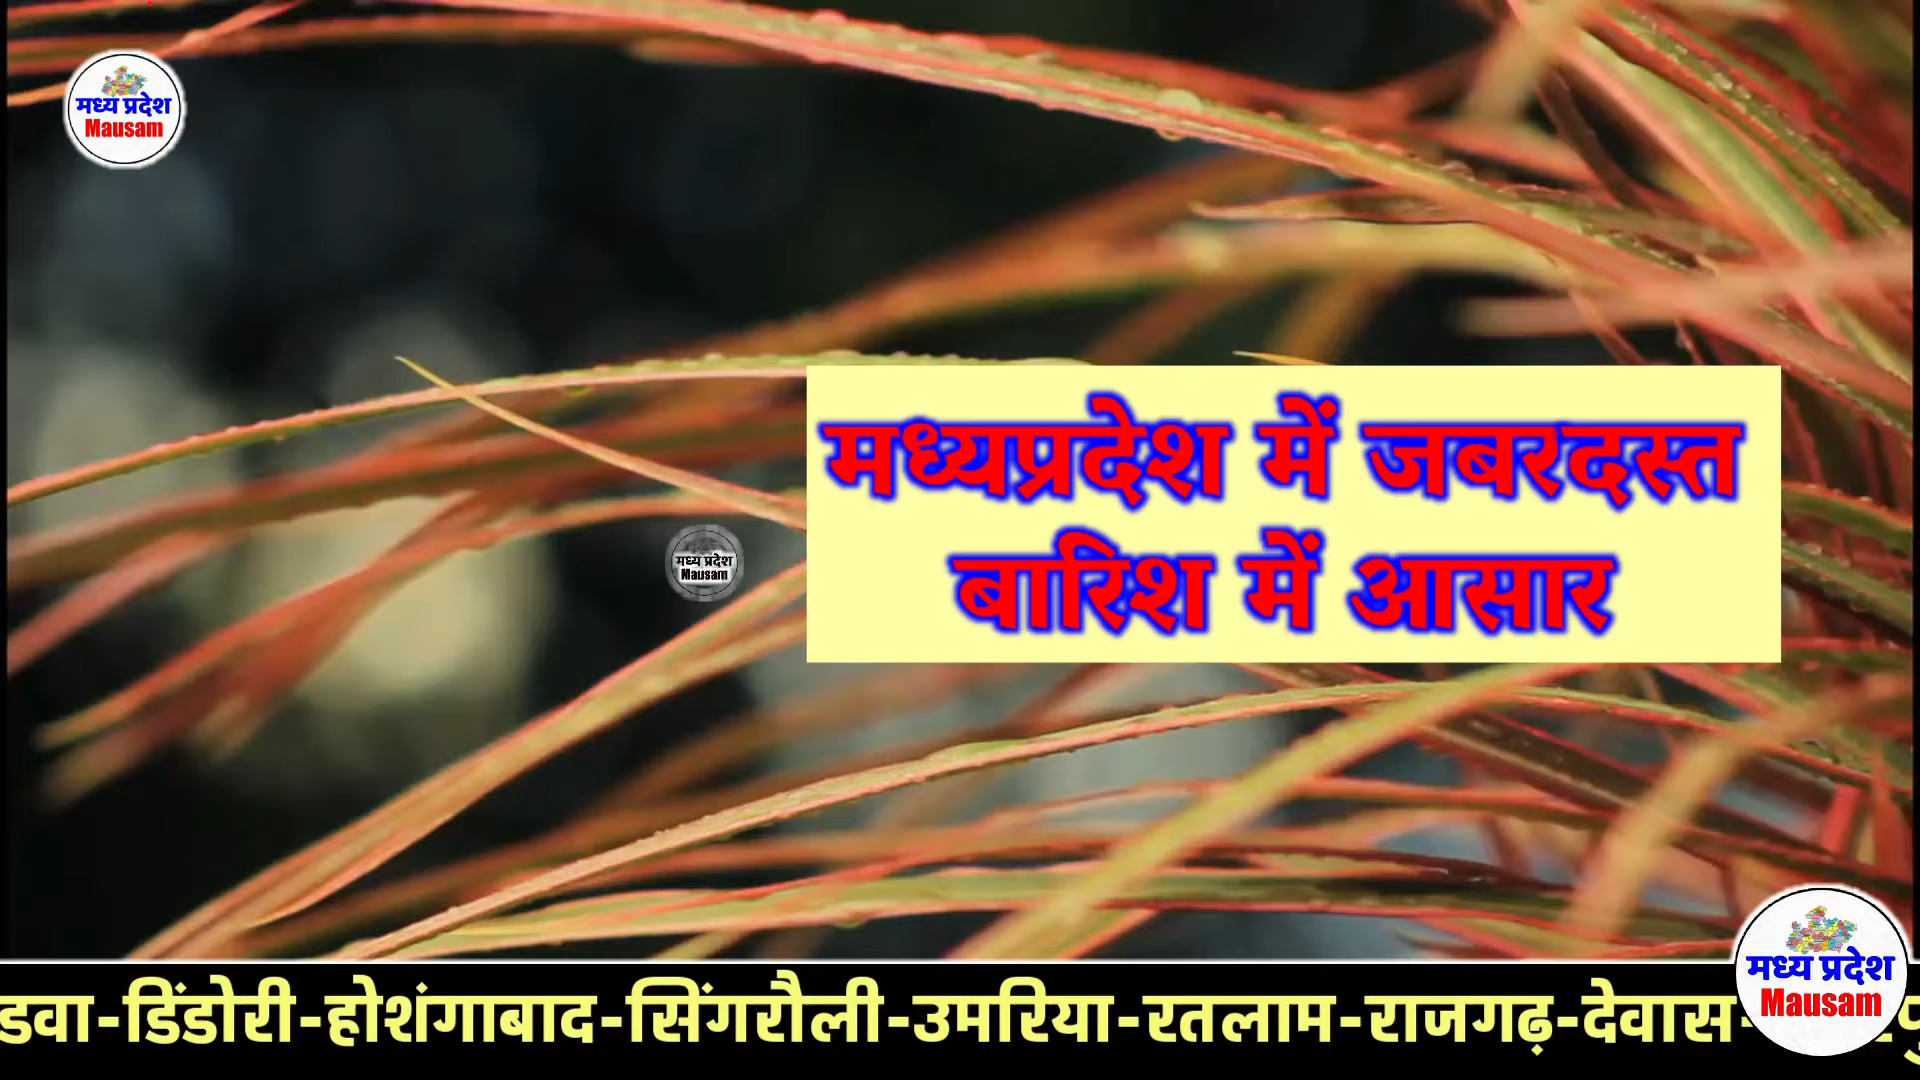 मध्य प्रदेश
Mausam
मध्यप्रदेश में जबरदस्त
बारिश में आसार
मध्य प्रदेश
Mausam
डवा-डिंडोरी-होशंगाबाद-सिंगरौली-उमरिया-रतलाम-राजगढ़-देवास-
मध्य प्रदेश
Mausam